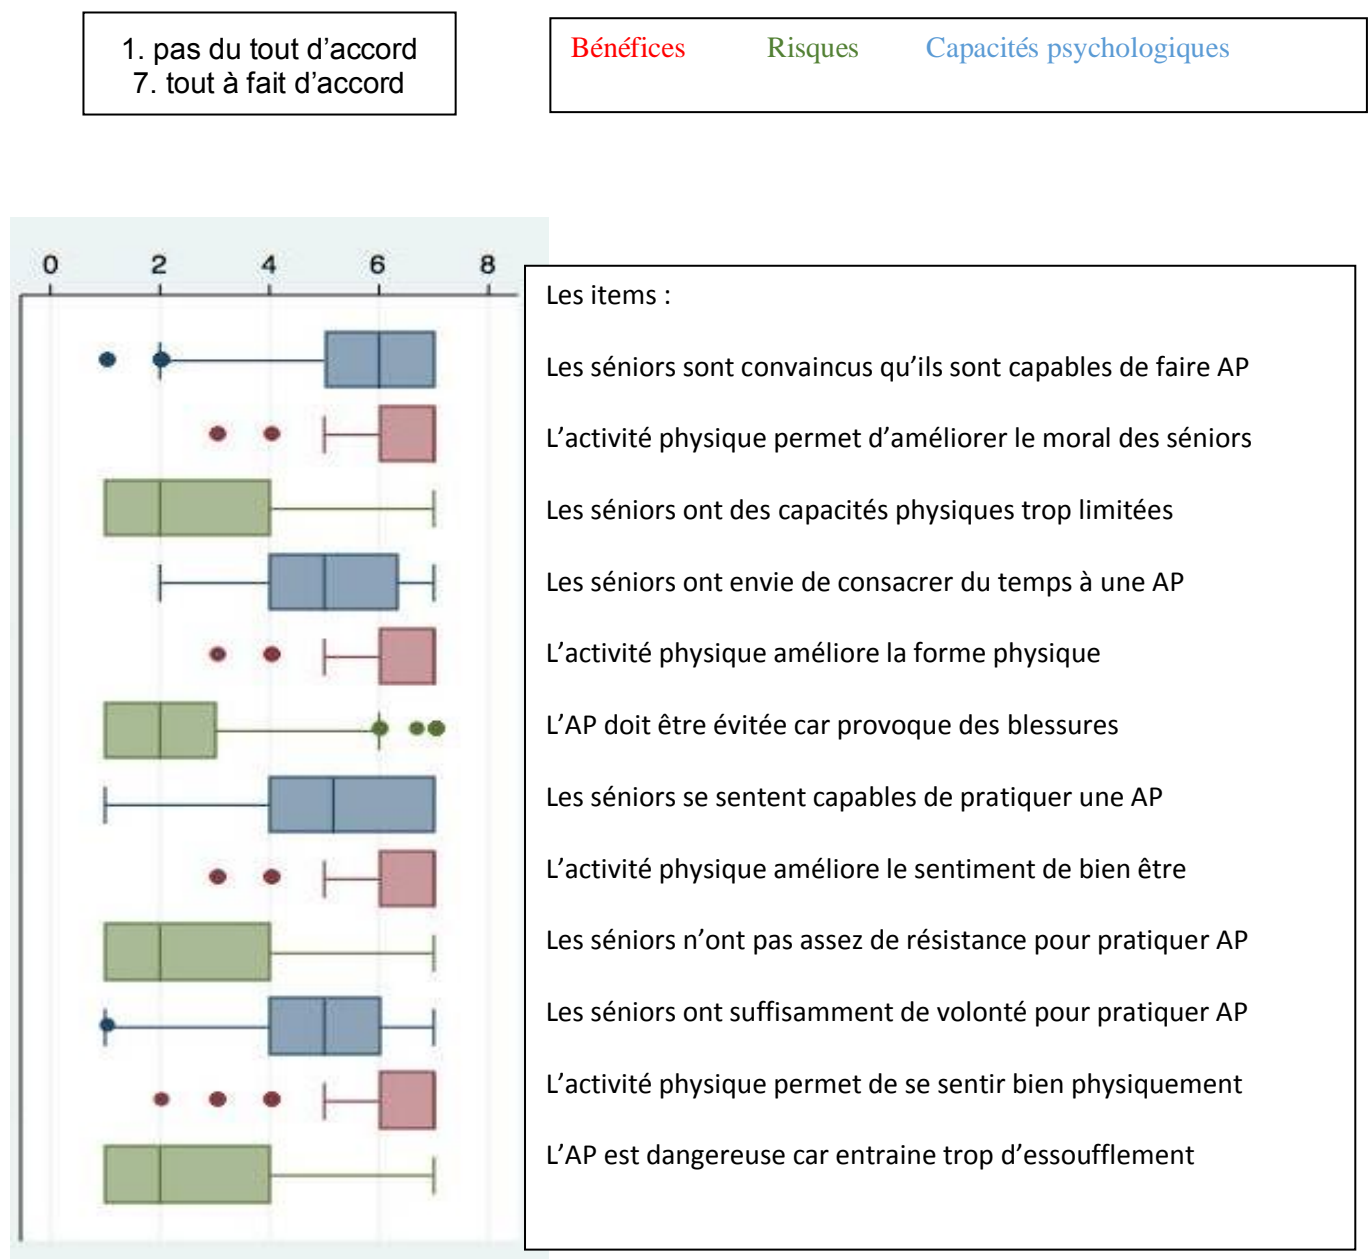 1. pas du tout d’accord
7. tout à fait d’accord
Bénéfices Risques Capacités psychologiques
0 2 4 6 8
Les items :
Les séniors sont convaincus qu’ils sont capables de faire AP
L’activité physique permet d’améliorer le moral des séniors
Les séniors ont des capacités physiques trop limitées
Les séniors ont envie de consacrer du temps à une AP
L’activité physique améliore la forme physique
L’AP doit être évitée car provoque des blessures
Les séniors se sentent capables de pratiquer une AP
L’activité physique améliore le sentiment de bien être
Les séniors n’ont pas assez de résistance pour pratiquer AP
Les séniors ont suffisamment de volonté pour pratiquer AP
L’activité physique permet de se sentir bien physiquement
L’AP est dangereuse car entraine trop d’essoufflement